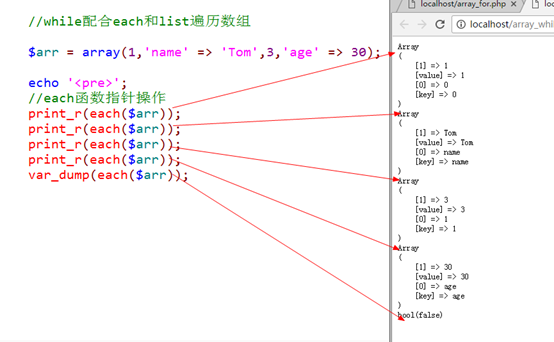 //while配合each和list遍历数组
$arr = array(1,'name' => 'Tom',3,'age' => 30);
echo '<pre>';
//each函数指针操作
print_r(each($arr));
print_r(each($arr));
print_r(each($arr));
print_r(each($arr));
var_dump(each($arr));
localhost/array_for.php
localhost/array_whi
Array
(
[1] => 1
[value] => 1
[0] => 0
[key] => 0
)
Array
(
[1] => Tom
[value] => Tom
[0] => name
[key] => name
)
Array
(
[1] => 3
[value] => 3
[0] => 1
[key] => 1
)
Array
(
[1] => 30
[value] => 30
[0] => age
[key] => age
)
bool(false)